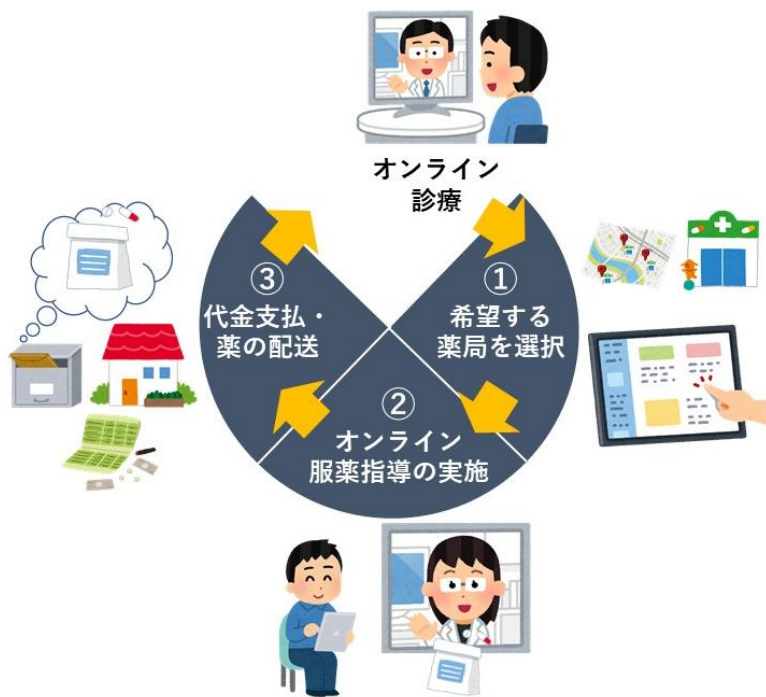 オンライン
診療
①
希望する
薬局を選択
②
オンライン
服薬指導の実施
③
代金支払・
薬の配送